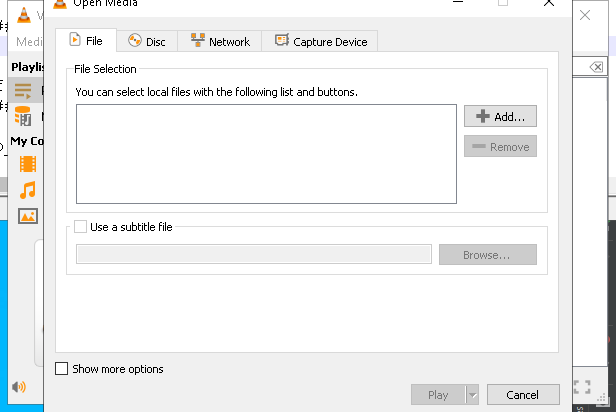 Open Media
Medi
File
Disc
Network
Capture Device
Playlis
File Selection
You can select local files with the following list and buttons.
Add...
Remove
My Co
Use a subtitle file
Browse...
Show more options
Play
Cancel